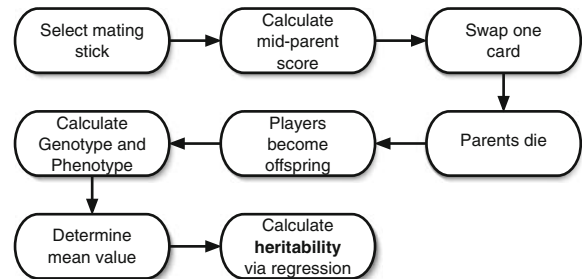 Select mating
stick
Calculate
mid-parent
score
Swap one
card
Parents die
Players
become
offspring
Calculate
Genotype and
Phenotype
Determine
mean value
Calculate
heritability
via regression